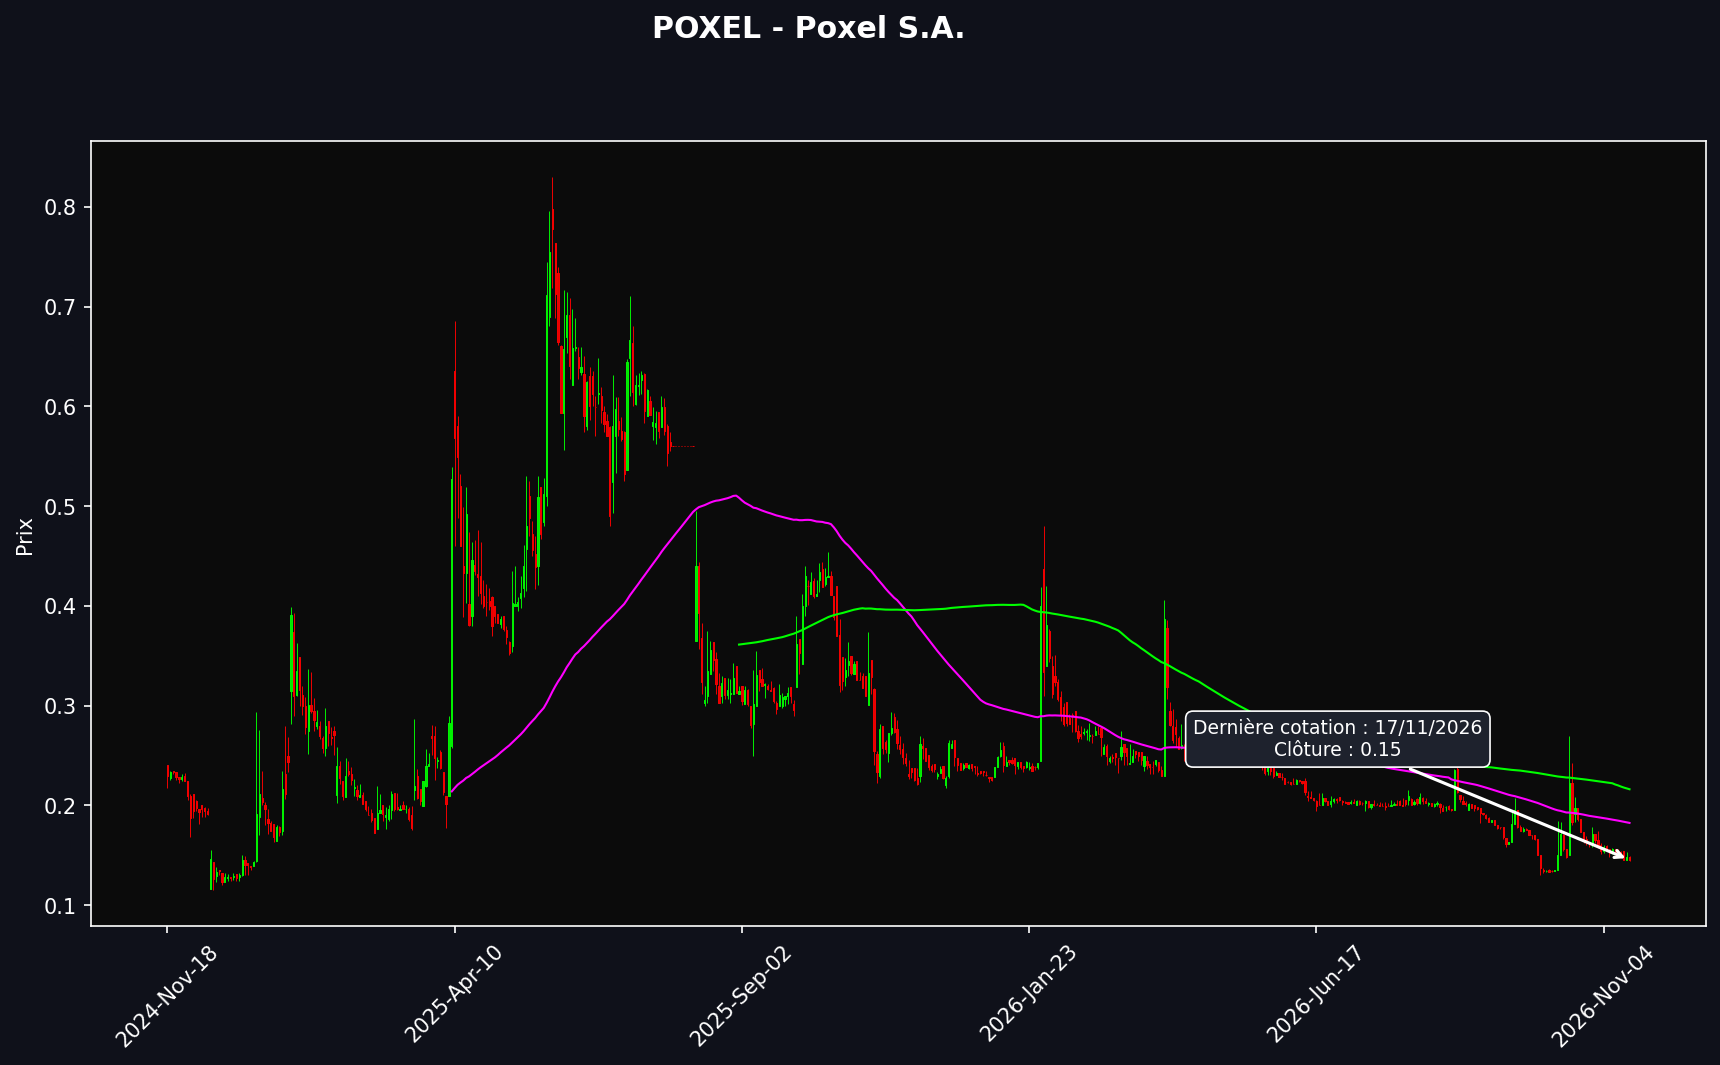 POXEL - Poxel S.A.
Prix
0.8
0.7
0.6
0.5
0.4
0.3
0.2
0.1
Dernière cotation : 17/11/2026
Clôture : 0.15
2024-Nov-18
2025-Apr-10
2025-Sep-02
2026-Jan-23
2026-Jun-17
2026-Nov-04